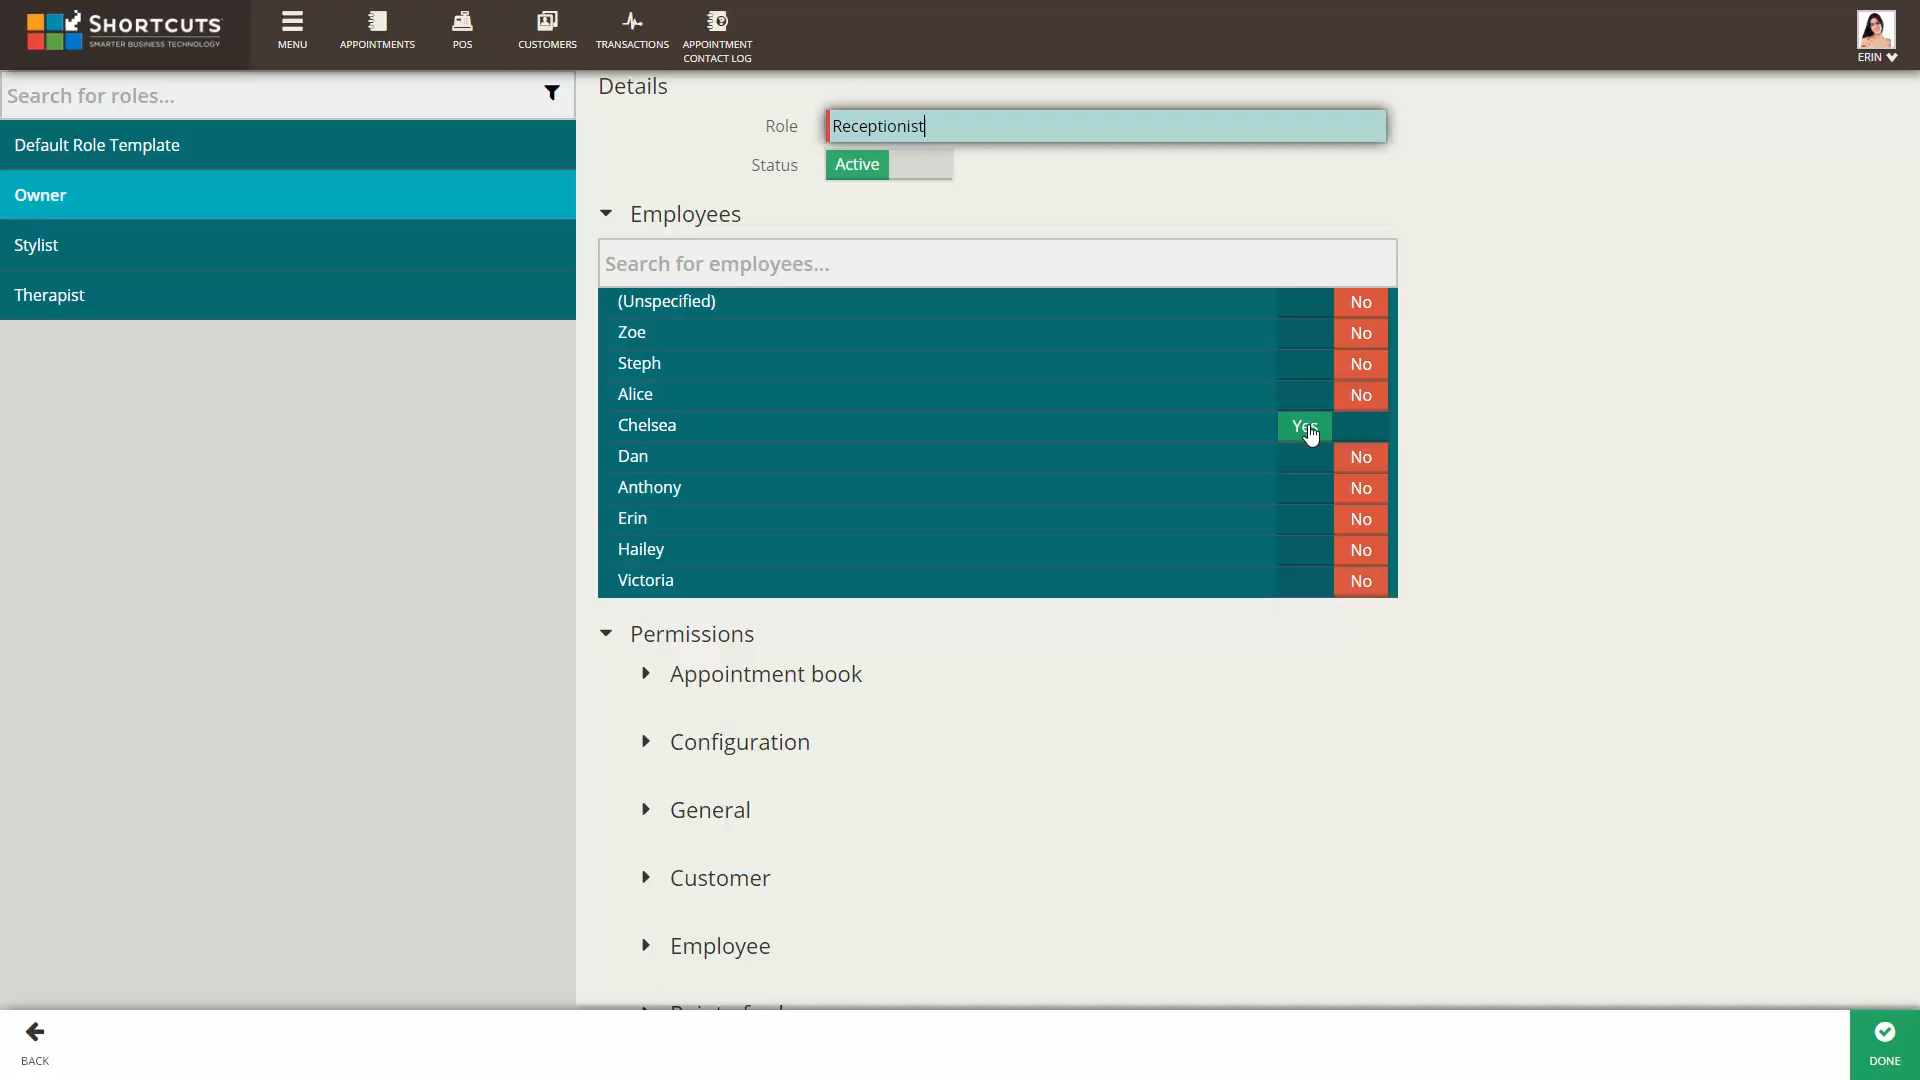 SHORTCUTS
SMARTER BUSINESS TECHNOLOGY
MENU
APPOINTMENTS
POS
CUSTOMERS
TRANSACTIONS
APPOINTMENT
CONTACT LOG
ERIN
Search for roles...
Default Role Template
Owner
Stylist
Therapist
Details
Role
Receptionist
Status
Active
Employees
Search for employees...
(Unspecified) No
Zoe No
Steph No
Alice No
Chelsea Yes
Dan No
Anthony No
Erin No
Hailey No
Victoria No
Permissions
Appointment book
Configuration
General
Customer
Employee
BACK
DONE